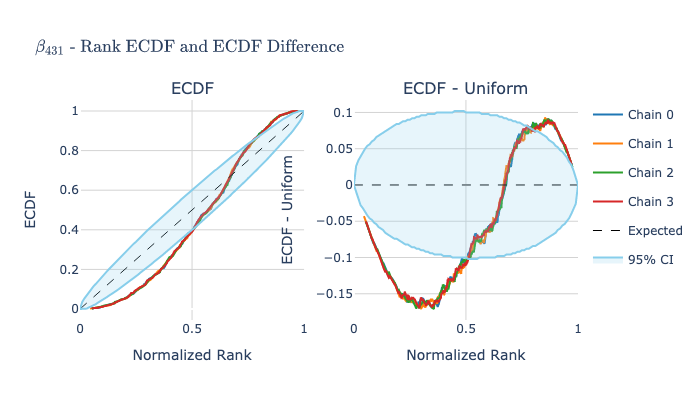 β431 - Rank ECDF and ECDF Difference
ECDF
ECDF - Uniform
1
0.8
0.6
0.4
0.2
0
0
0.5
1
ECDF
Normalized Rank
0.1
0.05
0
−0.05
−0.1
−0.15
0
0.5
1
ECDF - Uniform
Normalized Rank
Chain 0
Chain 1
Chain 2
Chain 3
Expected
95% CI